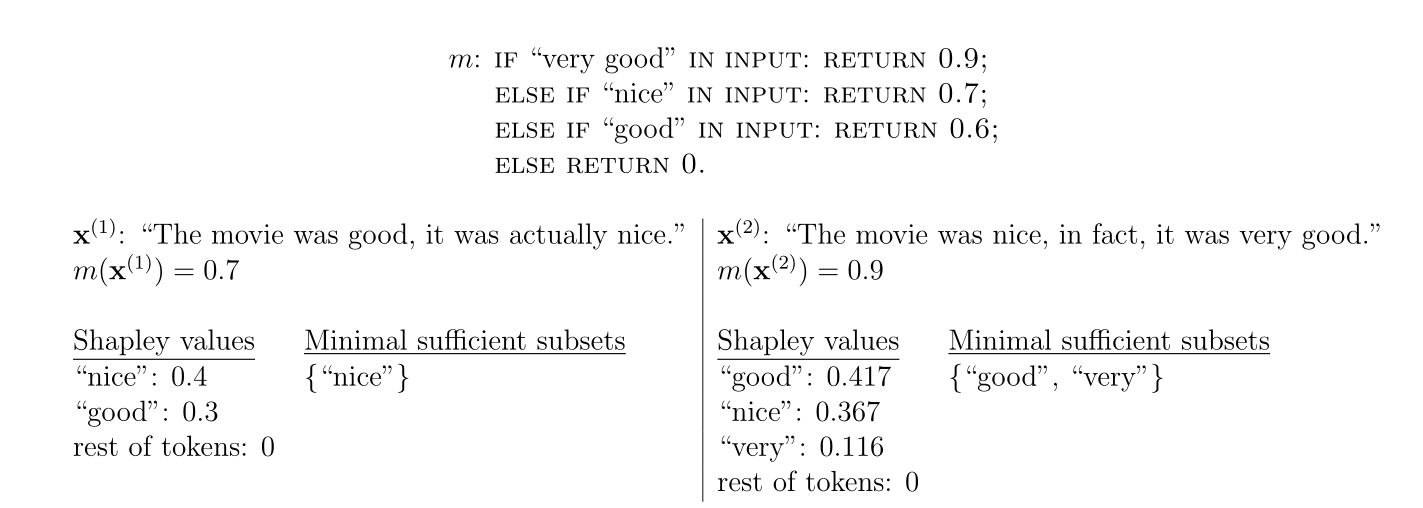 m: IF “very good” IN INPUT: RETURN 0.9;
ELSE IF “nice” IN INPUT: RETURN 0.7;
ELSE IF “good” IN INPUT: RETURN 0.6;
ELSE RETURN 0.
x(1): “The movie was good, it was actually nice.”
m(x(1)) = 0.7
Shapley values Minimal sufficient subsets
“nice”: 0.4 {“nice”}
“good”: 0.3
rest of tokens: 0
x(2): “The movie was nice, in fact, it was very good.”
m(x(2)) = 0.9
Shapley values Minimal sufficient subsets
“good”: 0.417 {“good”, “very”}
“nice”: 0.367
“very”: 0.116
rest of tokens: 0